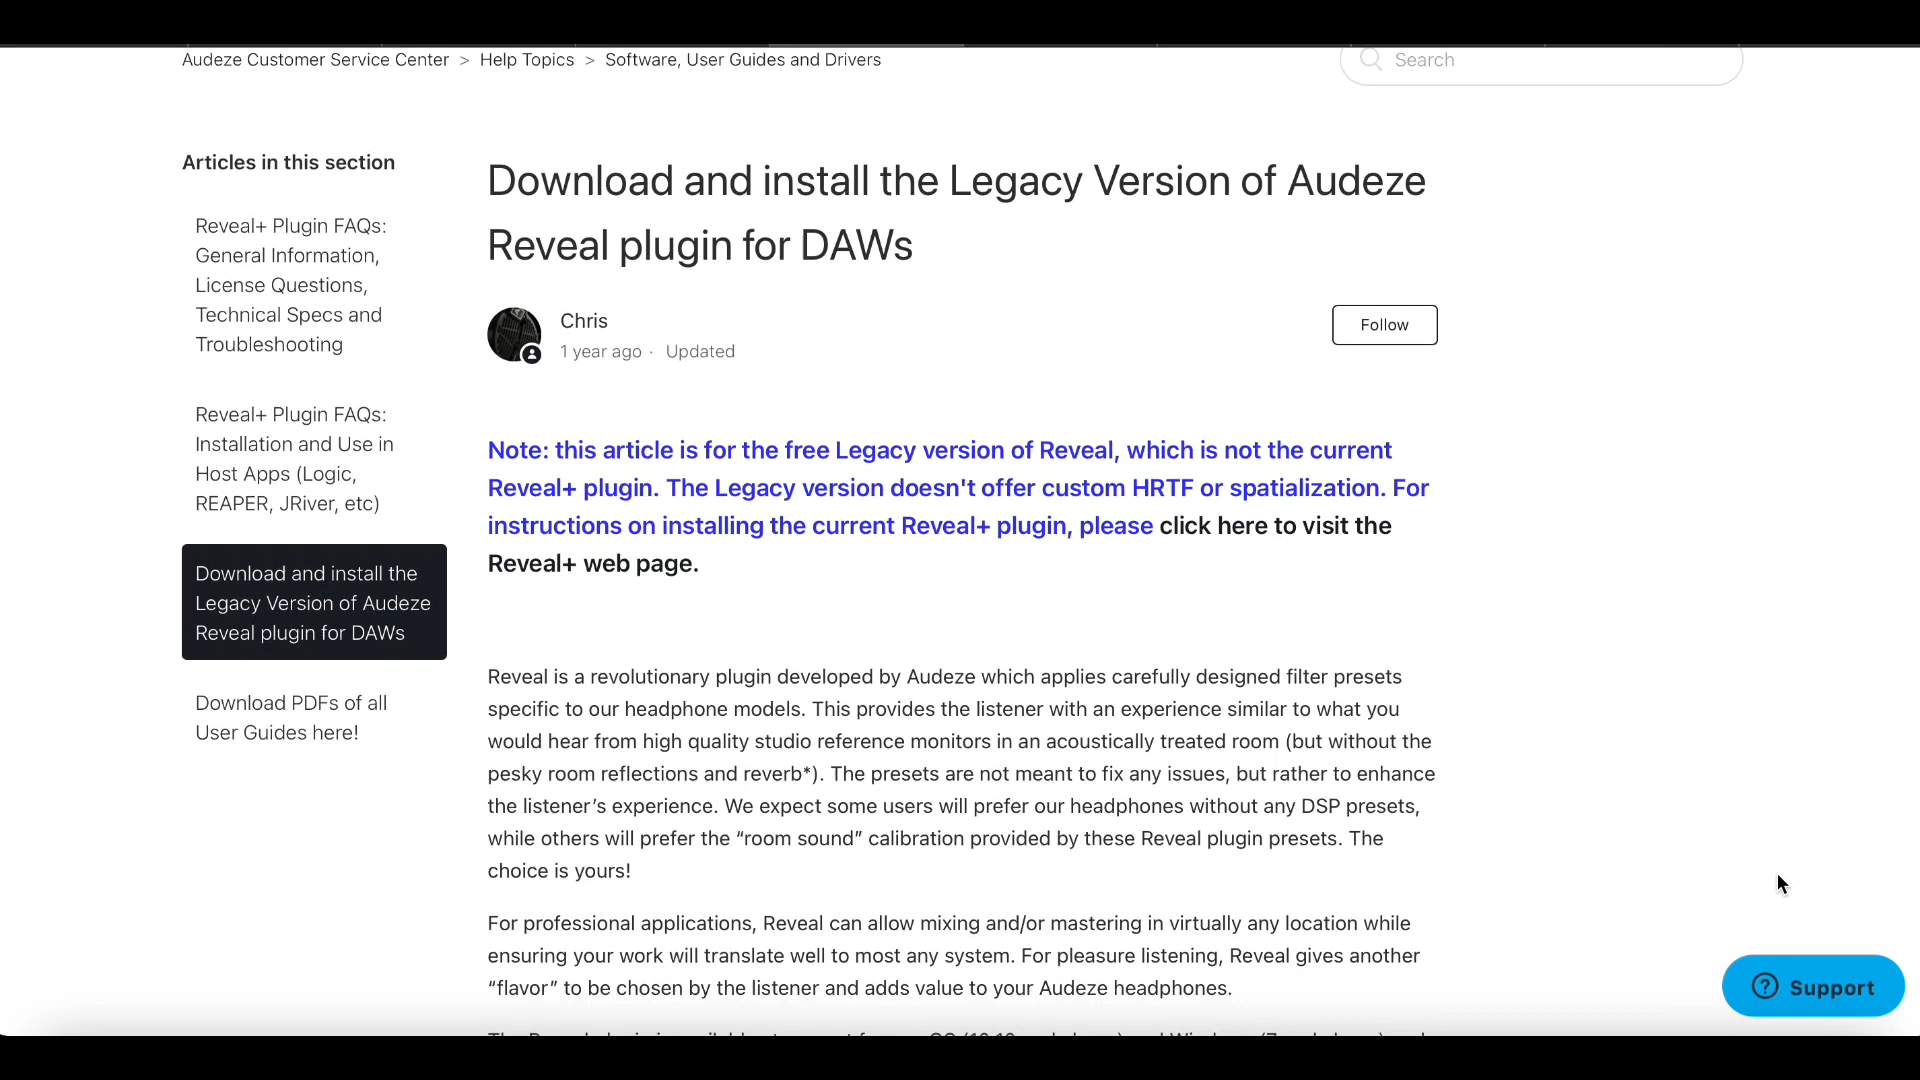 Audeze Customer Service Center > Help Topics > Software, User Guides and Drivers
Search
Articles in this section
Reveal+ Plugin FAQs:
General Information,
License Questions,
Technical Specs and
Troubleshooting
Reveal+ Plugin FAQs:
Installation and Use in
Host Apps (Logic,
REAPER, JRiver, etc)
Download and install the
Legacy Version of Audeze
Reveal plugin for DAWs
Download PDFs of all
User Guides here!
Download and install the Legacy Version of Audeze
Reveal plugin for DAWs
Chris
1 year ago · Updated
Follow
Note: this article is for the free Legacy version of Reveal, which is not the current
Reveal+ plugin. The Legacy version doesn't offer custom HRTF or spatialization. For
instructions on installing the current Reveal+ plugin, please click here to visit the
Reveal+ web page.
Reveal is a revolutionary plugin developed by Audeze which applies carefully designed filter presets
specific to our headphone models. This provides the listener with an experience similar to what you
would hear from high quality studio reference monitors in an acoustically treated room (but without the
pesky room reflections and reverb*). The presets are not meant to fix any issues, but rather to enhance
the listener’s experience. We expect some users will prefer our headphones without any DSP presets,
while others will prefer the “room sound” calibration provided by these Reveal plugin presets. The
choice is yours!
For professional applications, Reveal can allow mixing and/or mastering in virtually any location while
ensuring your work will translate well to most any system. For pleasure listening, Reveal gives another
“flavor” to be chosen by the listener and adds value to your Audeze headphones.
Support